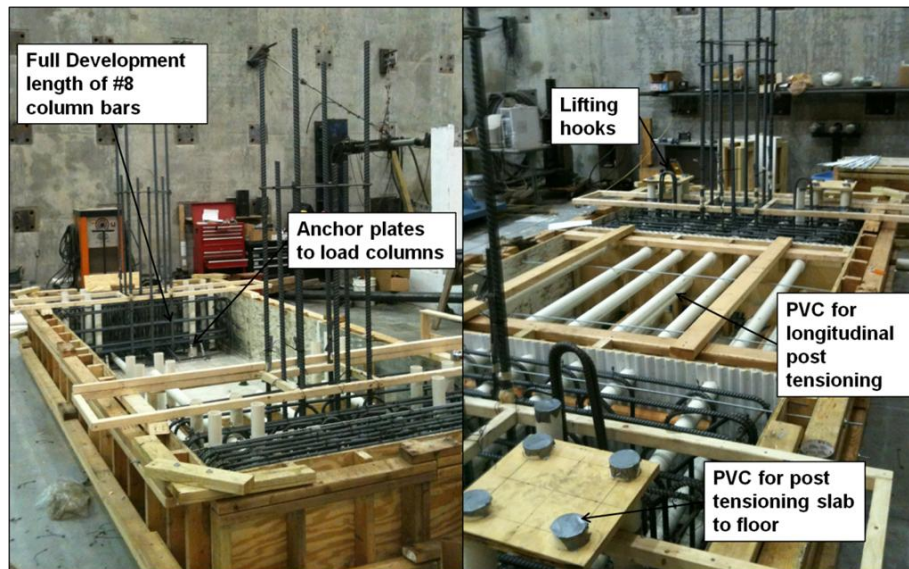 Full Development
length of #8
column bars
Anchor plates
to load columns
Lifting
hooks
PVC for
longitudinal
post
tensioning
PVC for post
tensioning slab
to floor